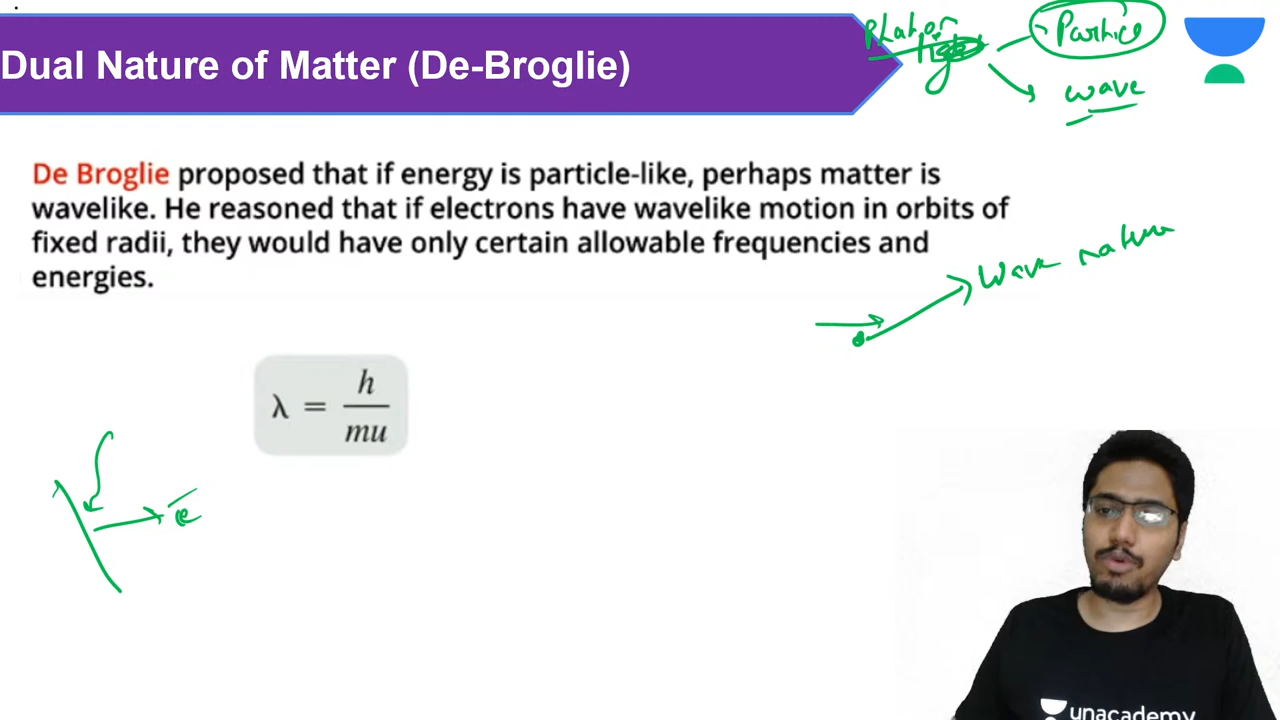 Dual Nature of Matter (De-Broglie)
Particle
wave
De Broglie proposed that if energy is particle-like, perhaps matter is
wavelike. He reasoned that if electrons have wavelike motion in orbits of
fixed radii, they would have only certain allowable frequencies and
energies.
Wave nature
λ = h/mu
e
unacademy